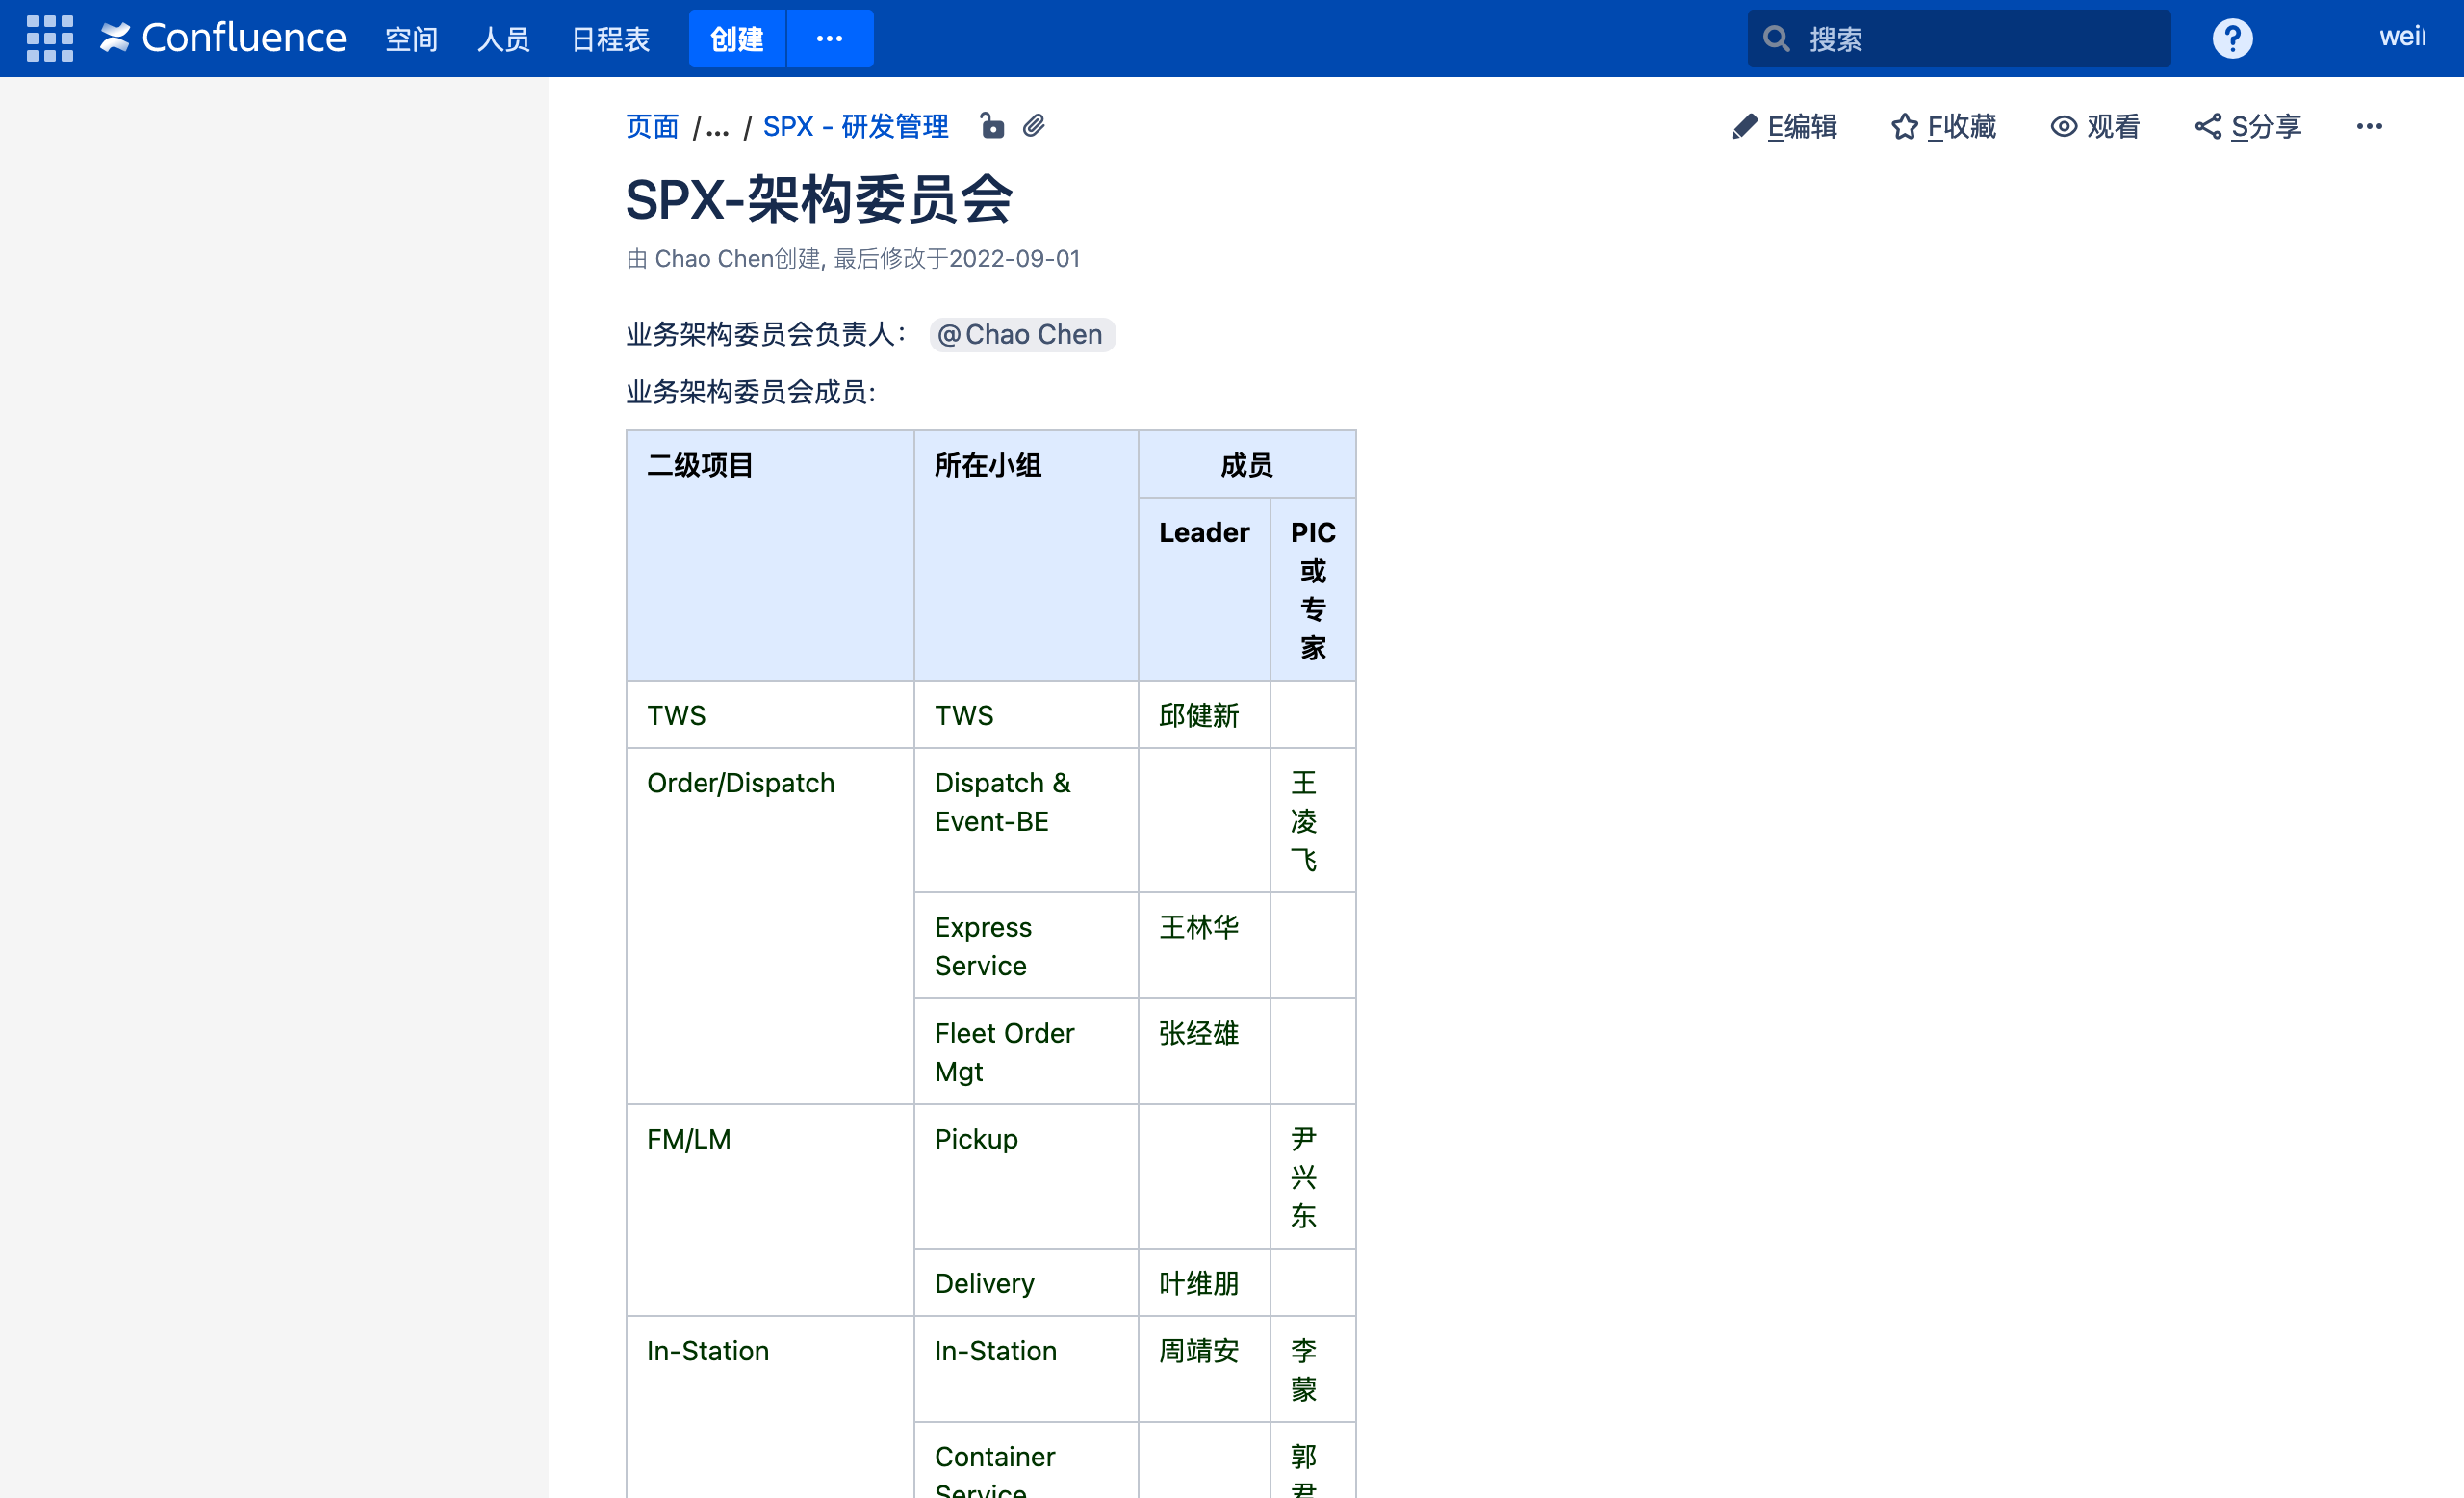 Confluence 空间 人员 日程表 创建 ··· 搜索 ? wei
页面 /... / SPX - 研发管理 E编辑 F收藏 观看 S分享 ···
SPX-架构委员会
由 Chao Chen创建, 最后修改于2022-09-01
业务架构委员会负责人： @Chao Chen
业务架构委员会成员:
二级项目 所在小组 成员
Leader PIC
或
专
家
TWS TWS 邱健新
Order/Dispatch Dispatch & 王
Event-BE 凌
飞
Express 王林华
Service
Fleet Order 张经雄
Mgt
FM/LM Pickup 尹
兴
东
Delivery 叶维朋
In-Station In-Station 周靖安 李
蒙
Container 郭
Service 君